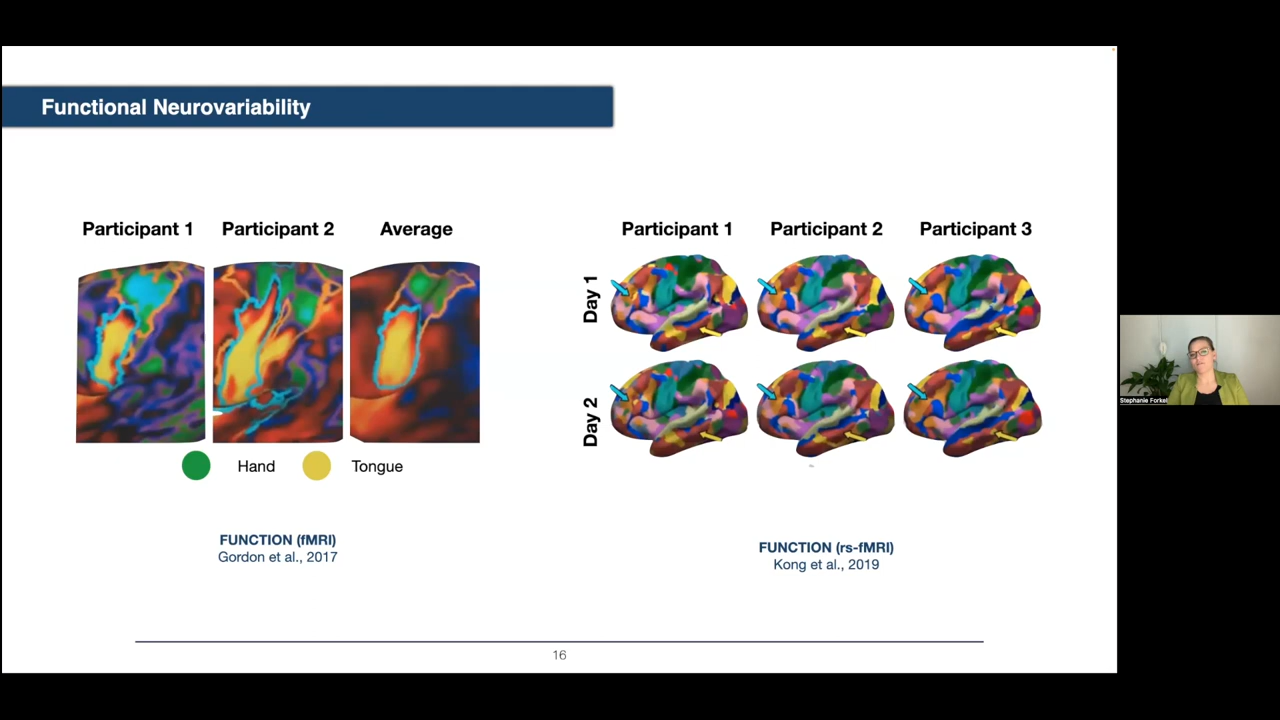 Functional Neurovariability
Participant 1 Participant 2 Average
Hand Tongue
FUNCTION (fMRI)
Gordon et al., 2017
Participant 1 Participant 2 Participant 3
Day 1
Day 2
FUNCTION (rs-fMRI)
Kong et al., 2019
16
Stephanie Forkel